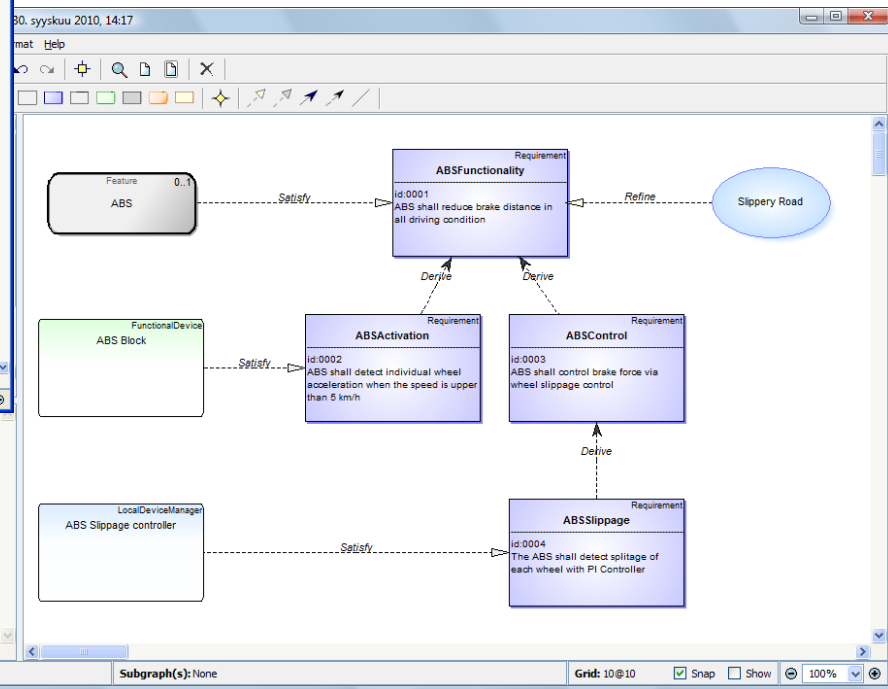 30. syyskuu 2010, 14:17
rmat Help
Requirement
ABSFunctionality
id:0001
ABS shall reduce brake distance in
all driving condition
Feature 0..1
ABS
Satisfy
Refine
Slippery Road
Derive
Derive
FunctionalDevice
ABS Block
Satisfy
Requirement
ABSActivation
id:0002
ABS shall detect individual wheel
acceleration when the speed is upper
than 5 km/h
Requirement
ABSControl
id:0003
ABS shall control brake force via
wheel slippage control
Derive
LocalDeviceManager
ABS Slippage controller
Satisfy
Requirement
ABSSlippage
id:0004
The ABS shall detect splitage of
each wheel with PI Controller
Subgraph(s): None
Grid: 10@10
Snap
Show
100%